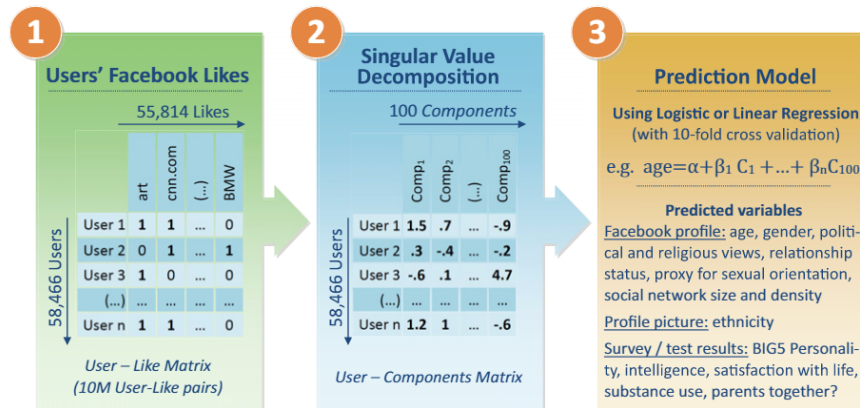 1
Users' Facebook Likes
55,814 Likes
art cnn.com (...) BMW
58,466 Users
User 1 1 1 ... 0
User 2 0 1 ... 1
User 3 1 0 ... 0
(...) ... ... ... ...
User n 1 1 ... 0
User – Like Matrix
(10M User-Like pairs)
2
Singular Value
Decomposition
100 Components
Comp1 Comp2 (...) Comp100
58,466 Users
User 1 1.5 .7 ... -.9
User 2 .3 -.4 ... -.2
User 3 -.6 .1 ... 4.7
(...) ... ... ... ...
User n 1.2 1 ... -.6
User – Components Matrix
3
Prediction Model
Using Logistic or Linear Regression
(with 10-fold cross validation)
e.g. age=α+β1 C1 +...+ βnC100
Predicted variables
Facebook profile: age, gender, politi-
cal and religious views, relationship
status, proxy for sexual orientation,
social network size and density
Profile picture: ethnicity
Survey / test results: BIG5 Personali-
ty, intelligence, satisfaction with life,
substance use, parents together?